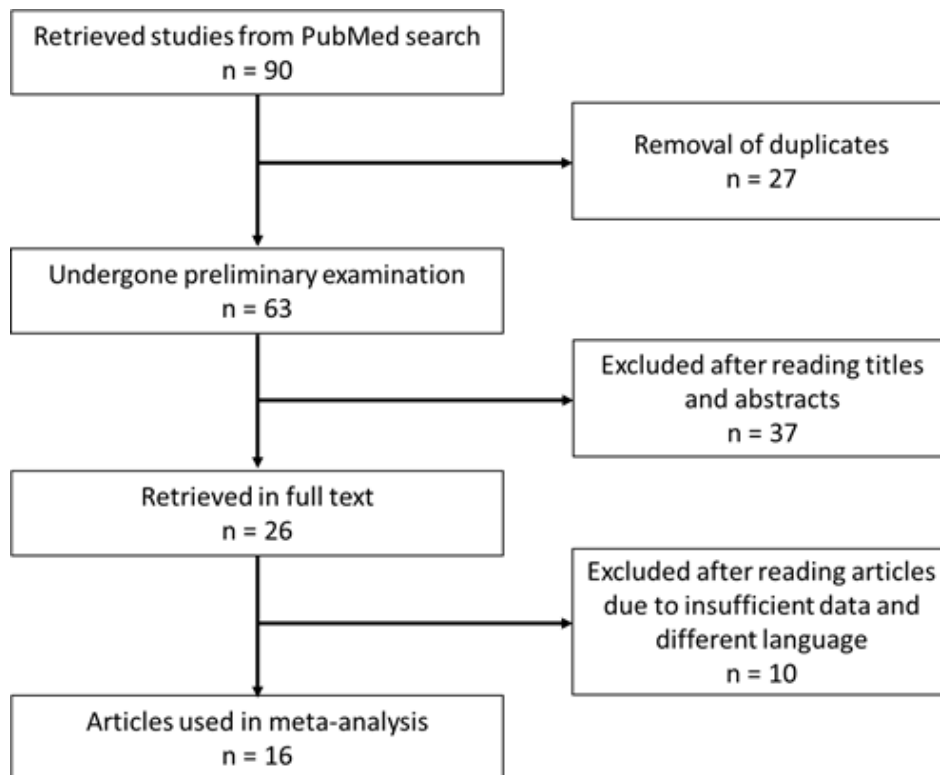 Retrieved studies from PubMed search
n = 90
Removal of duplicates
n = 27
Undergone preliminary examination
n = 63
Excluded after reading titles
and abstracts
n = 37
Retrieved in full text
n = 26
Excluded after reading articles
due to insufficient data and
different language
n = 10
Articles used in meta-analysis
n = 16